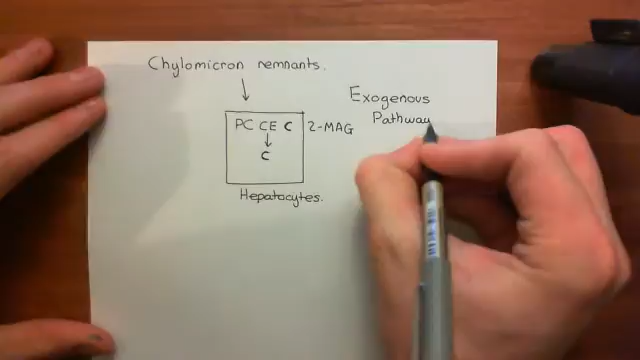 Chylomicron remnants.
Exogenous
Pathway
PC CE C 2-MAG
C
Hepatocytes.